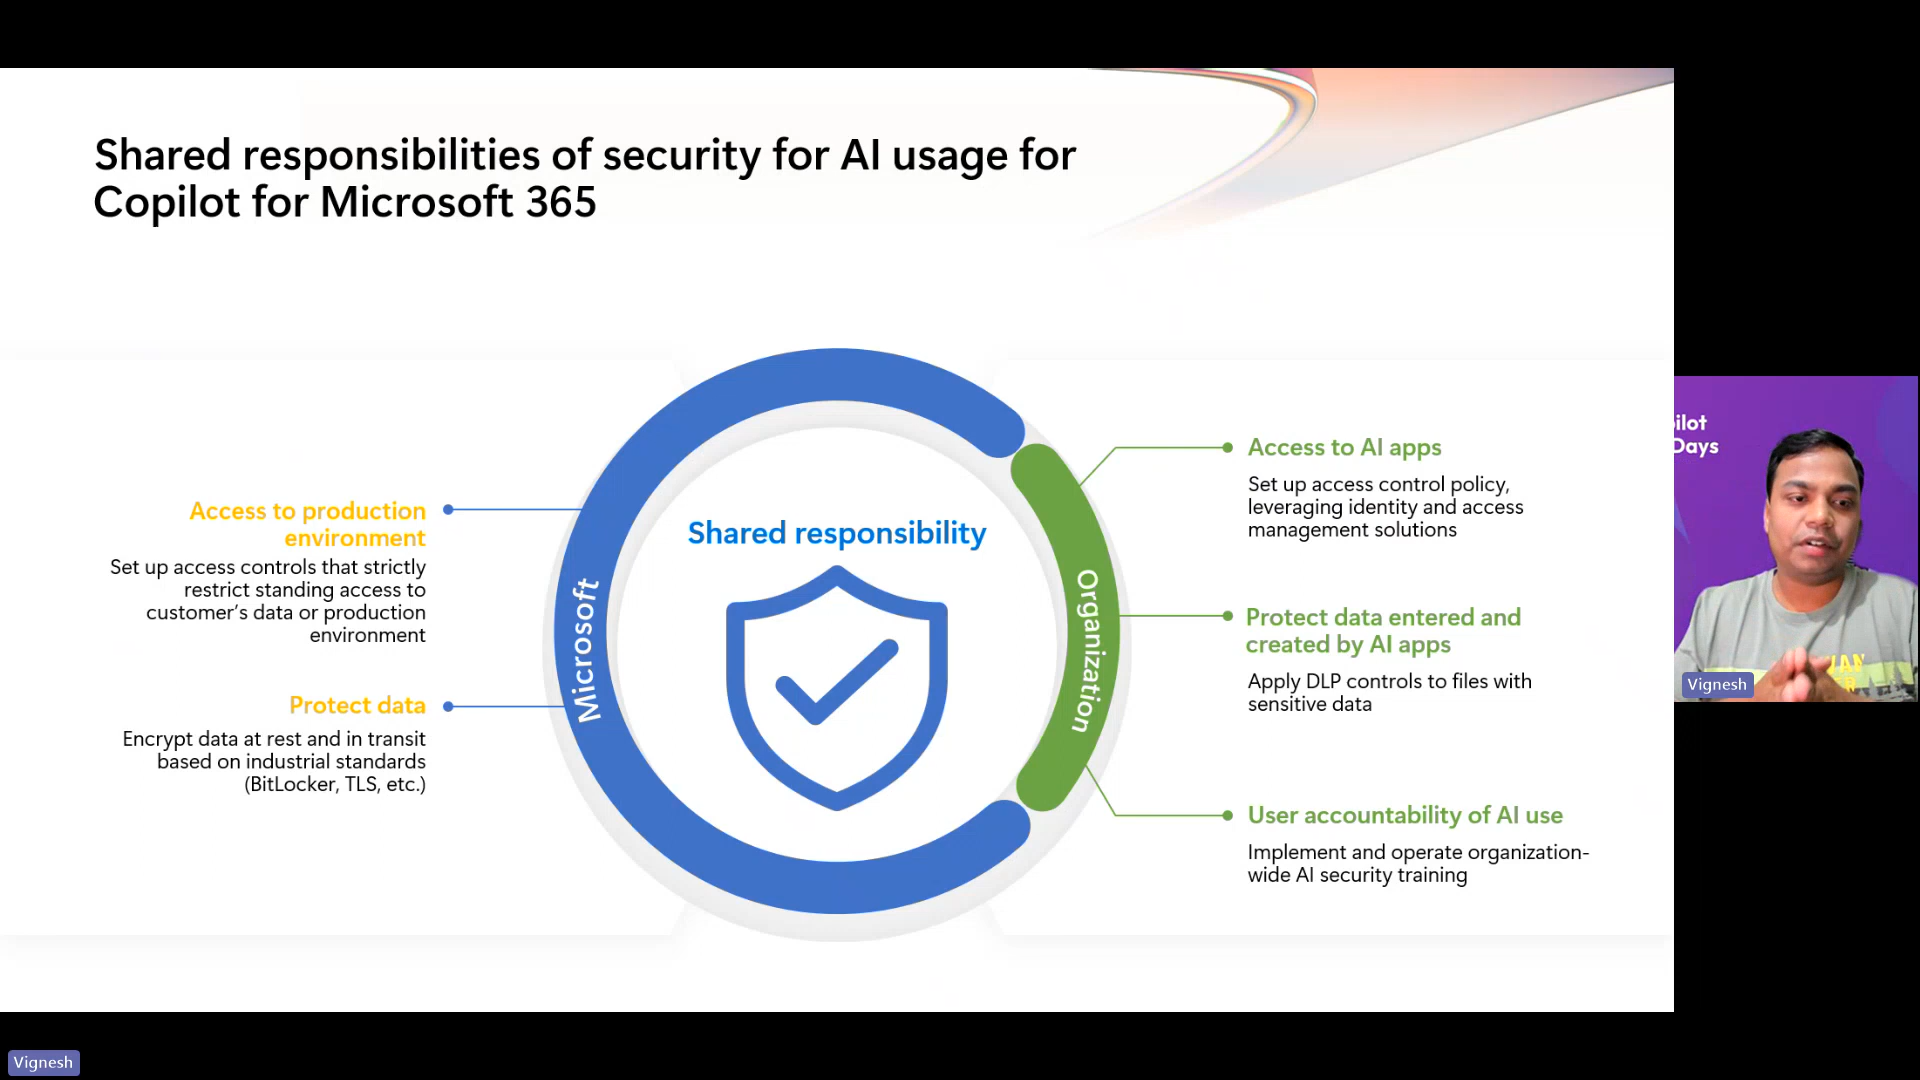 Shared responsibilities of security for AI usage for
Copilot for Microsoft 365
Access to production
environment
Set up access controls that strictly
restrict standing access to
customer's data or production
environment
Protect data
Encrypt data at rest and in transit
based on industrial standards
(BitLocker, TLS, etc.)
Microsoft
Shared responsibility
Organization
Access to AI apps
Set up access control policy,
leveraging identity and access
management solutions
Protect data entered and
created by AI apps
Apply DLP controls to files with
sensitive data
User accountability of AI use
Implement and operate organization-
wide AI security training
ilot
Days
Vignesh
Vignesh